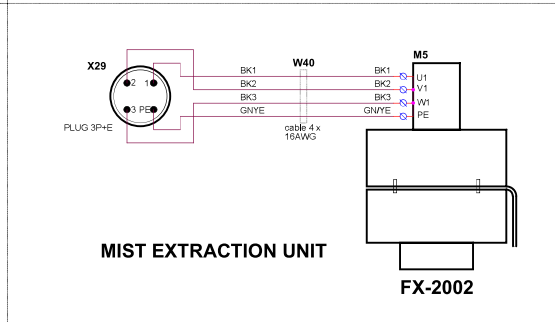 X29
W40
M5
BK1
BK1
U1
BK2
BK2
V1
2
1
BK3
BK3
W1
3
PE
GNYE
GN/YE
PE
PLUG 3P+E
cable 4 x
16AWG
MIST EXTRACTION UNIT
FX-2002